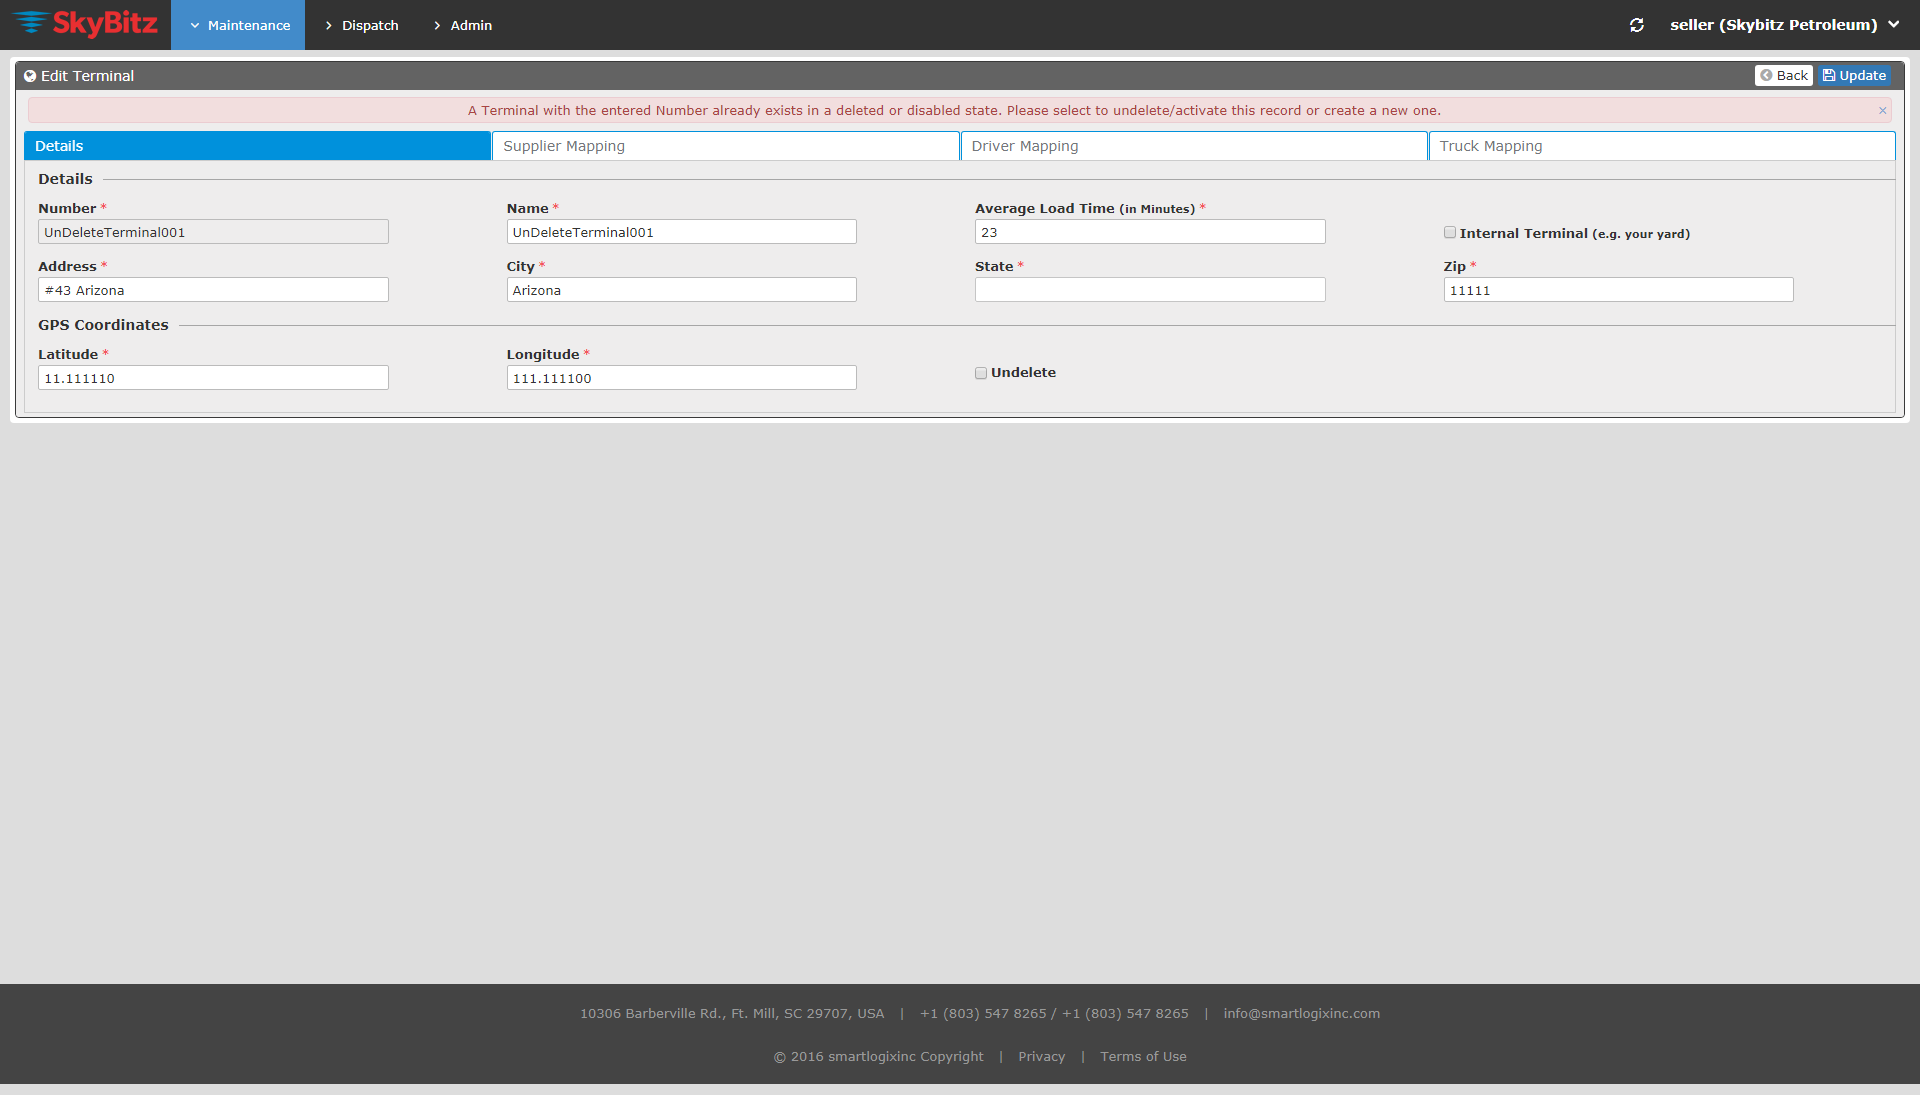 SkyBitz Maintenance Dispatch Admin seller (Skybitz Petroleum)
Edit Terminal Back Update
A Terminal with the entered Number already exists in a deleted or disabled state. Please select to undelete/activate this record or create a new one. ×
Details Supplier Mapping Driver Mapping Truck Mapping
Details
Number * Name * Average Load Time (in Minutes) *
UnDeleteTerminal001 UnDeleteTerminal001 23 Internal Terminal (e.g. your yard)
Address * City * State * Zip *
#43 Arizona Arizona 11111
GPS Coordinates
Latitude * Longitude *
11.111110 111.111100 Undelete
10306 Barberville Rd., Ft. Mill, SC 29707, USA | +1 (803) 547 8265 / +1 (803) 547 8265 | info@smartlogixinc.com
© 2016 smartlogixinc Copyright | Privacy | Terms of Use